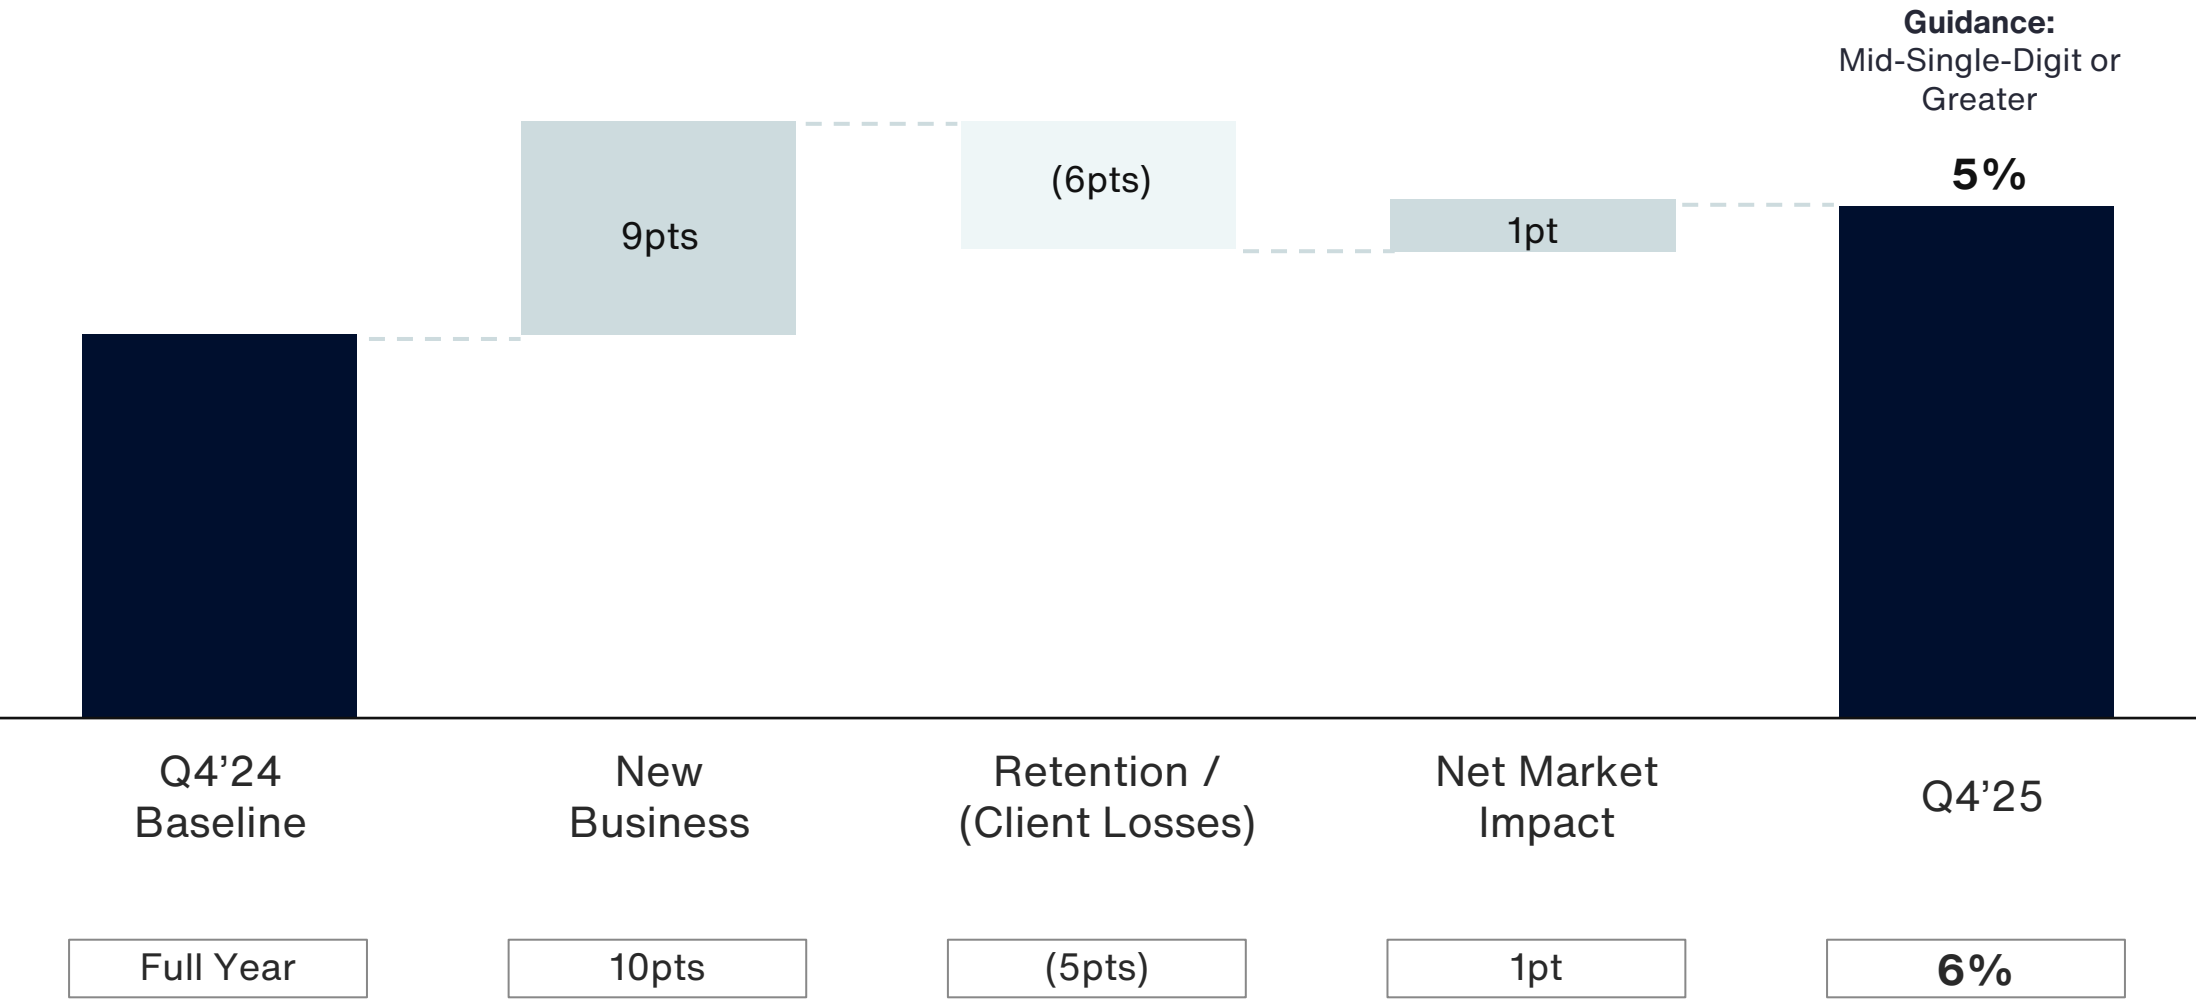 Guidance:
Mid-Single-Digit or
Greater
5%
9pts
(6pts)
1pt
Q4’24
Baseline
New
Business
Retention /
(Client Losses)
Net Market
Impact
Q4’25
Full Year
10pts
(5pts)
1pt
6%